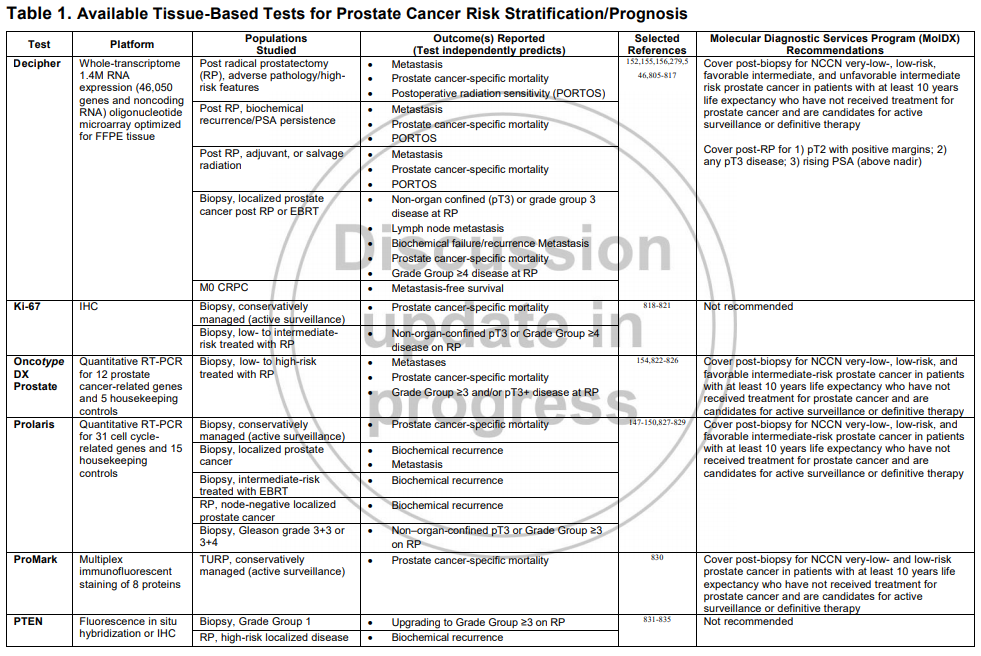 Table 1. Available Tissue-Based Tests for Prostate Cancer Risk Stratification/Prognosis
Test
Platform
Populations
Studied
Outcome(s) Reported
(Test independently predicts)
Selected
References
Molecular Diagnostic Services Program (MolDX)
Recommendations
Decipher
Whole-transcriptome
1.4M RNA
expression (46,050
genes and noncoding
RNA) oligonucleotide
microarray optimized
for FFPE tissue
Post radical prostatectomy
(RP), adverse pathology/high-
risk features
• Metastasis
• Prostate cancer-specific mortality
• Postoperative radiation sensitivity (PORTOS)
152,155,156,279,5
46,805-817
Cover post-biopsy for NCCN very-low-, low-risk,
favorable intermediate, and unfavorable intermediate
risk prostate cancer in patients with at least 10 years
life expectancy who have not received treatment for
prostate cancer and are candidates for active
surveillance or definitive therapy
Cover post-RP for 1) pT2 with positive margins; 2)
any pT3 disease; 3) rising PSA (above nadir)
Post RP, biochemical
recurrence/PSA persistence
• Metastasis
• Prostate cancer-specific mortality
• PORTOS
Post RP, adjuvant, or salvage
radiation
• Metastasis
• Prostate cancer-specific mortality
• PORTOS
Biopsy, localized prostate
cancer post RP or EBRT
• Non-organ confined (pT3) or grade group 3
disease at RP
• Lymph node metastasis
• Biochemical failure/recurrence Metastasis
• Prostate cancer-specific mortality
• Grade Group ≥4 disease at RP
M0 CRPC
• Metastasis-free survival
Ki-67
IHC
Biopsy, conservatively
managed (active surveillance)
• Prostate cancer-specific mortality
818-821
Not recommended
Biopsy, low- to intermediate-
risk treated with RP
• Non-organ-confined pT3 or Grade Group ≥4
disease on RP
Oncotype
DX
Prostate
Quantitative RT-PCR
for 12 prostate
cancer-related genes
and 5 housekeeping
controls
Biopsy, low- to high-risk
treated with RP
• Metastases
• Prostate cancer-specific mortality
• Grade Group ≥3 and/or pT3+ disease at RP
154,822-826
Cover post-biopsy for NCCN very-low-, low-risk, and
favorable intermediate-risk prostate cancer in patients
with at least 10 years life expectancy who have not
received treatment for prostate cancer and are
candidates for active surveillance or definitive therapy
Prolaris
Quantitative RT-PCR
for 31 cell cycle-
related genes and 15
housekeeping
controls
Biopsy, conservatively
managed (active surveillance)
• Prostate cancer-specific mortality
147-150,827-829
Cover post-biopsy for NCCN very-low-, low-risk, and
favorable intermediate-risk prostate cancer in patients
with at least 10 years life expectancy who have not
received treatment for prostate cancer and are
candidates for active surveillance or definitive therapy
Biopsy, localized prostate
cancer
• Biochemical recurrence
• Metastasis
Biopsy, intermediate-risk
treated with EBRT
• Biochemical recurrence
RP, node-negative localized
prostate cancer
• Biochemical recurrence
Biopsy, Gleason grade 3+3 or
3+4
• Non–organ-confined pT3 or Grade Group ≥3
on RP
ProMark
Multiplex
immunofluorescent
staining of 8 proteins
TURP, conservatively
managed (active surveillance)
• Prostate cancer-specific mortality
830
Cover post-biopsy for NCCN very-low- and low-risk
prostate cancer in patients with at least 10 years life
expectancy who have not received treatment for
prostate cancer and are candidates for active
surveillance or definitive therapy
PTEN
Fluorescence in situ
hybridization or IHC
Biopsy, Grade Group 1
• Upgrading to Grade Group ≥3 on RP
831-835
Not recommended
RP, high-risk localized disease
• Biochemical recurrence
Discussion
update in
progress